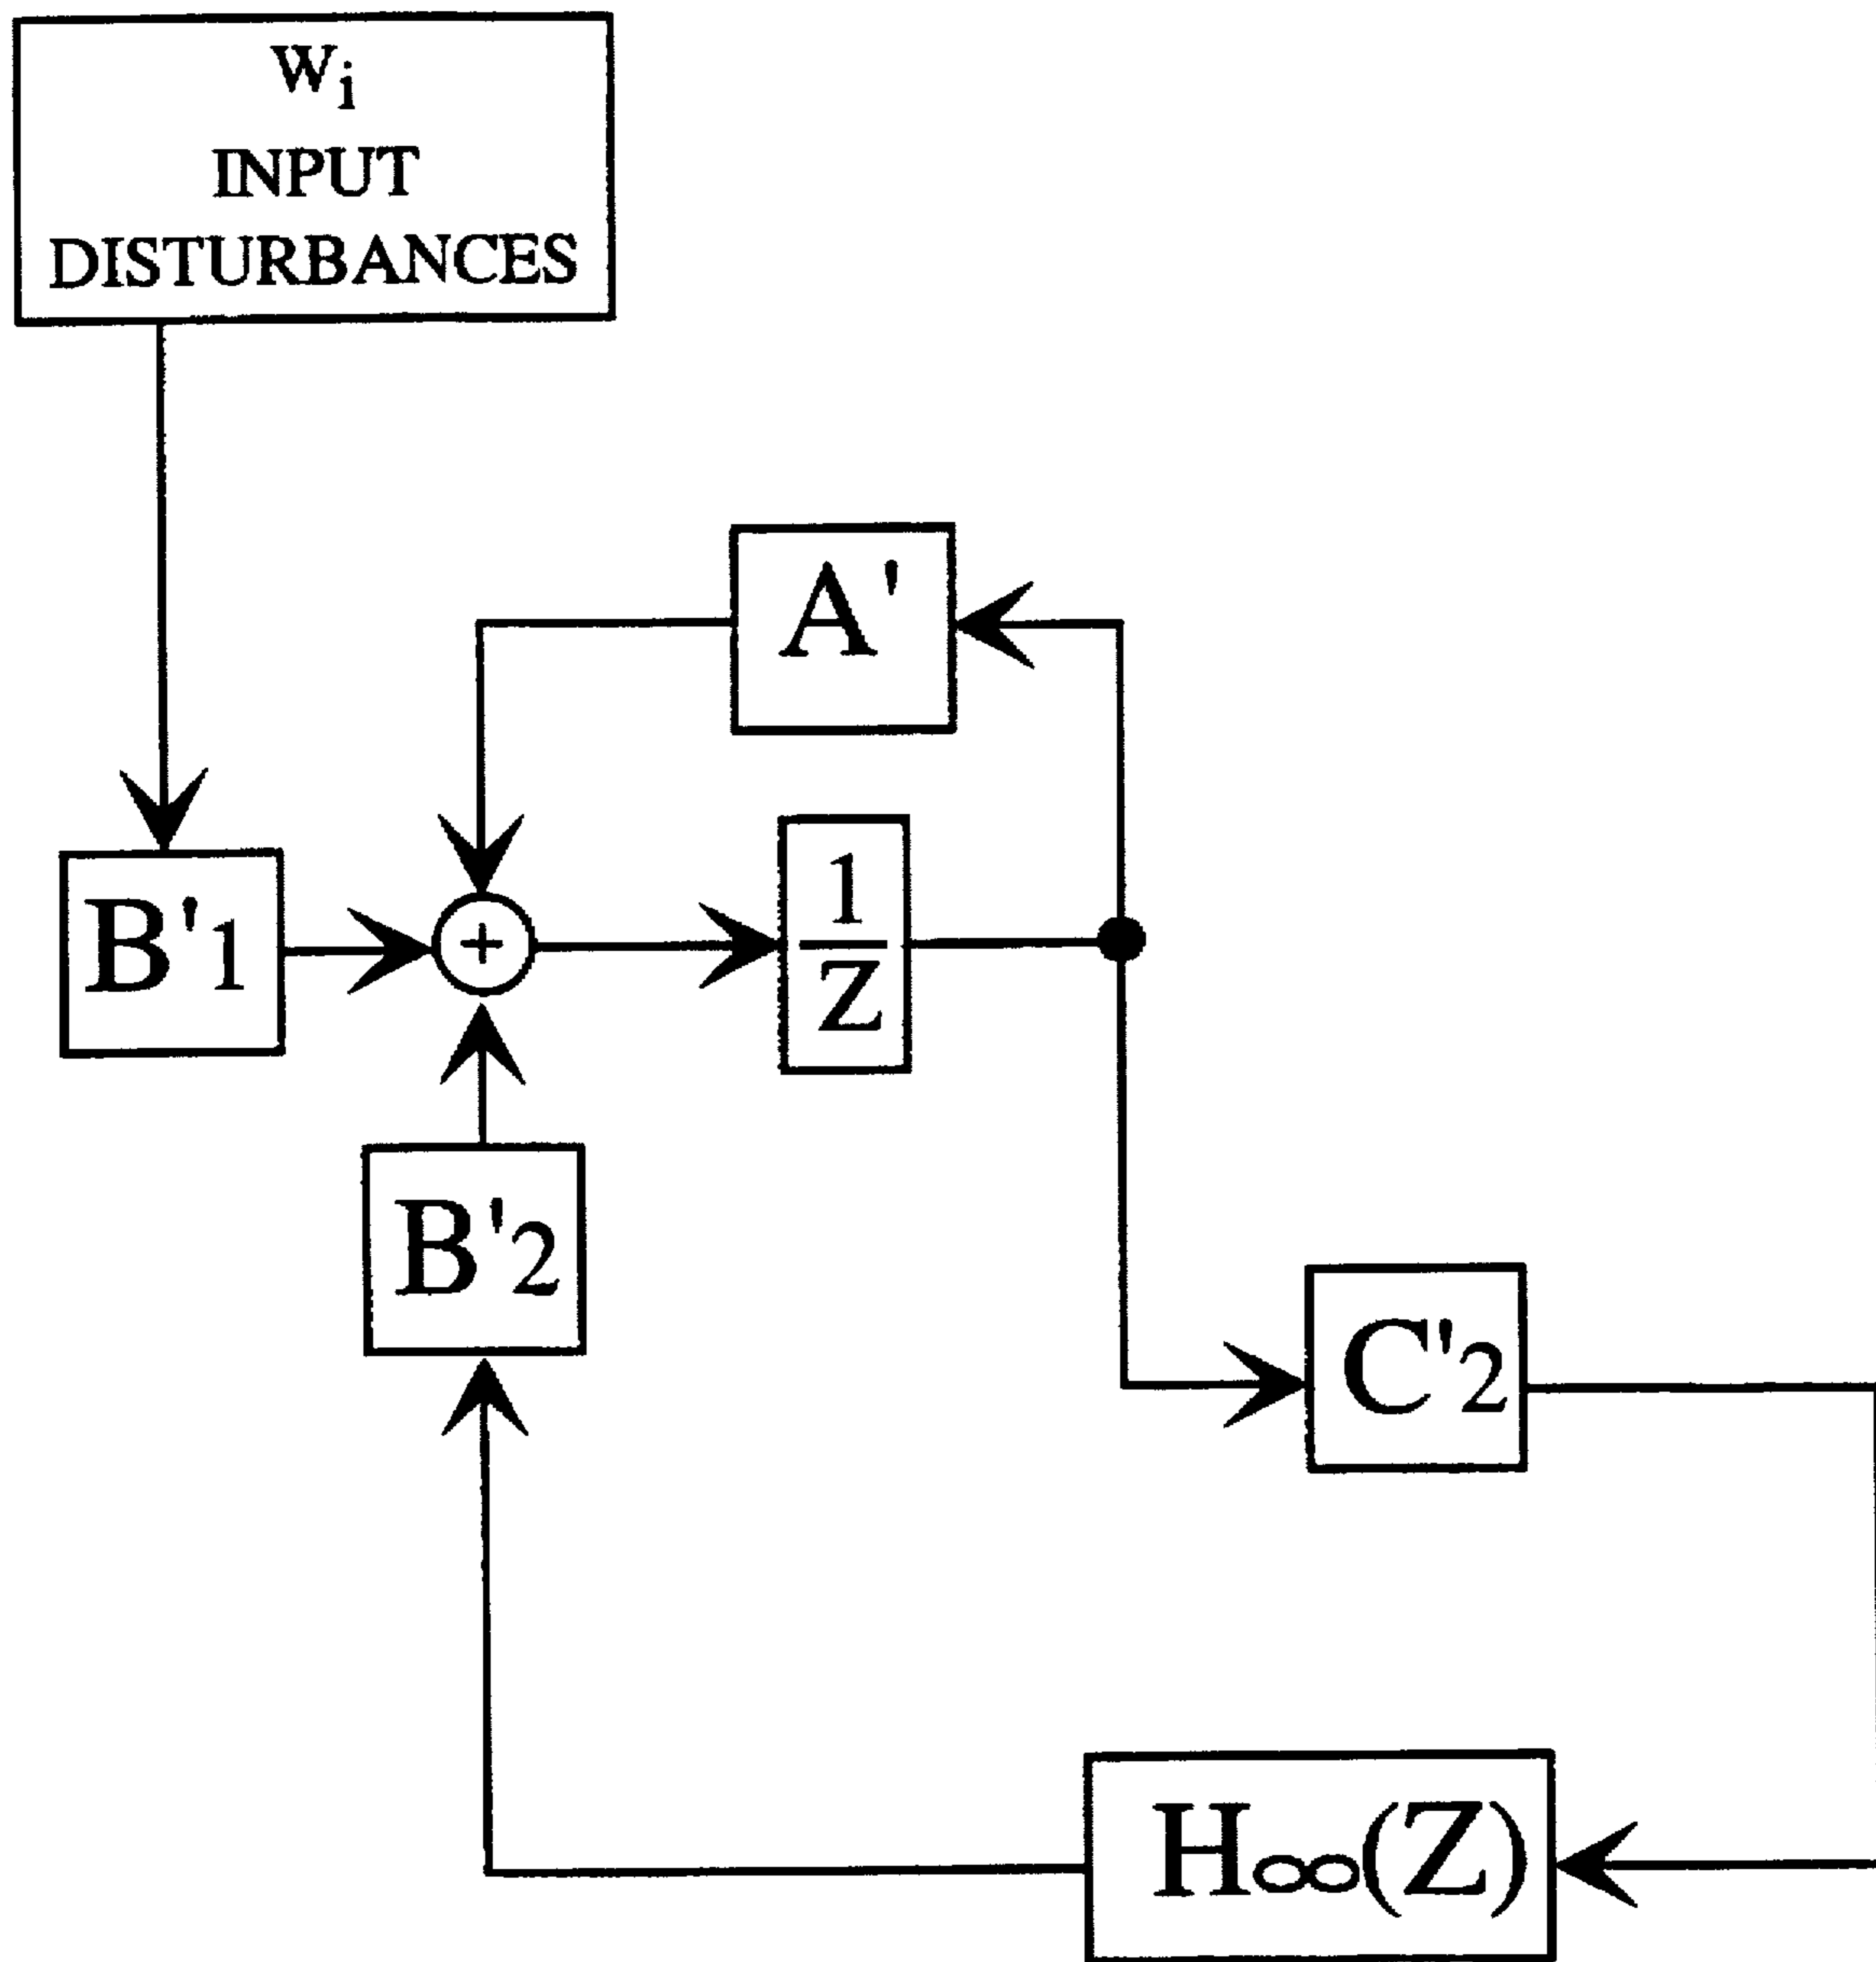 Wi
INPUT
DISTURBANCES
A'
B'1
+
1
Z
B'2
C'2
H∞(Z)